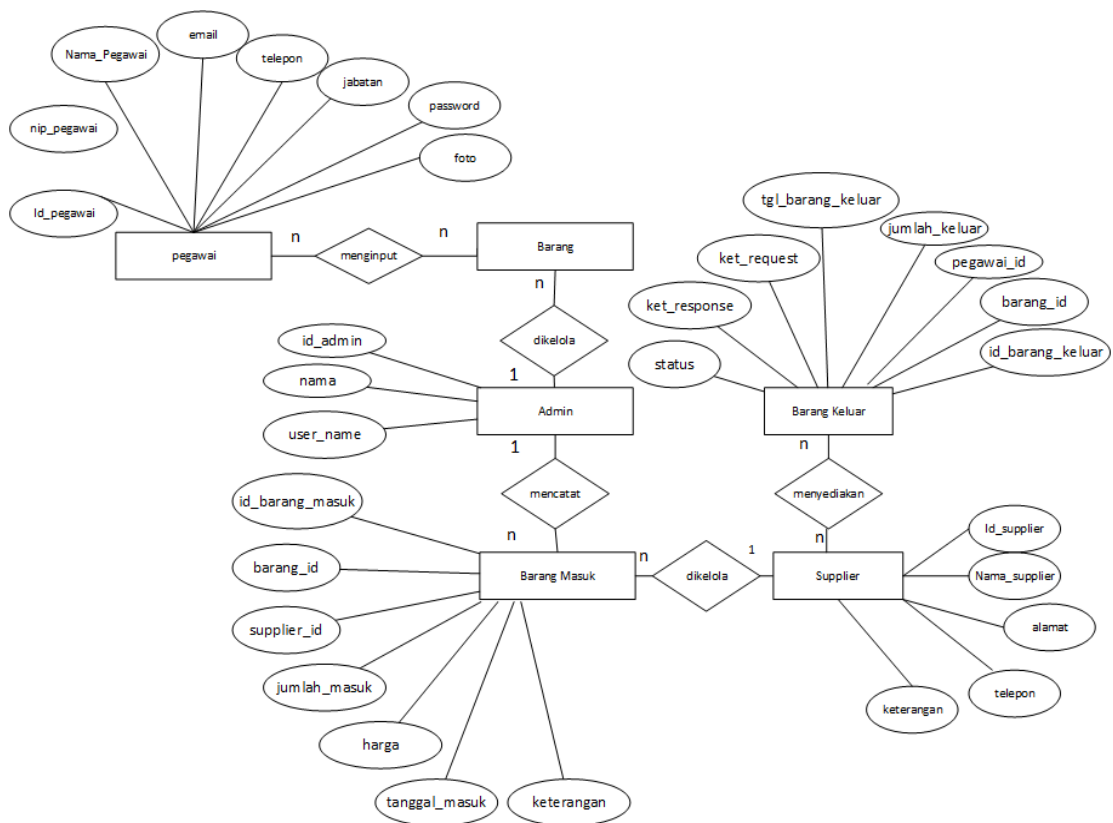 email
Nama_Pegawai
telepon
jabatan
password
nip_pegawai
foto
Id_pegawai
pegawai
n
menginput
n
Barang
n
dikelola
1
id_admin
nama
user_name
Admin
1
mencatat
n
tgl_barang_keluar
jumlah_keluar
ket_request
pegawai_id
ket_response
barang_id
status
id_barang_keluar
Barang Keluar
n
menyediakan
n
id_barang_masuk
barang_id
supplier_id
jumlah_masuk
harga
tanggal_masuk
keterangan
Barang Masuk
n
dikelola
1
Supplier
Id_supplier
Nama_supplier
alamat
telepon
keterangan